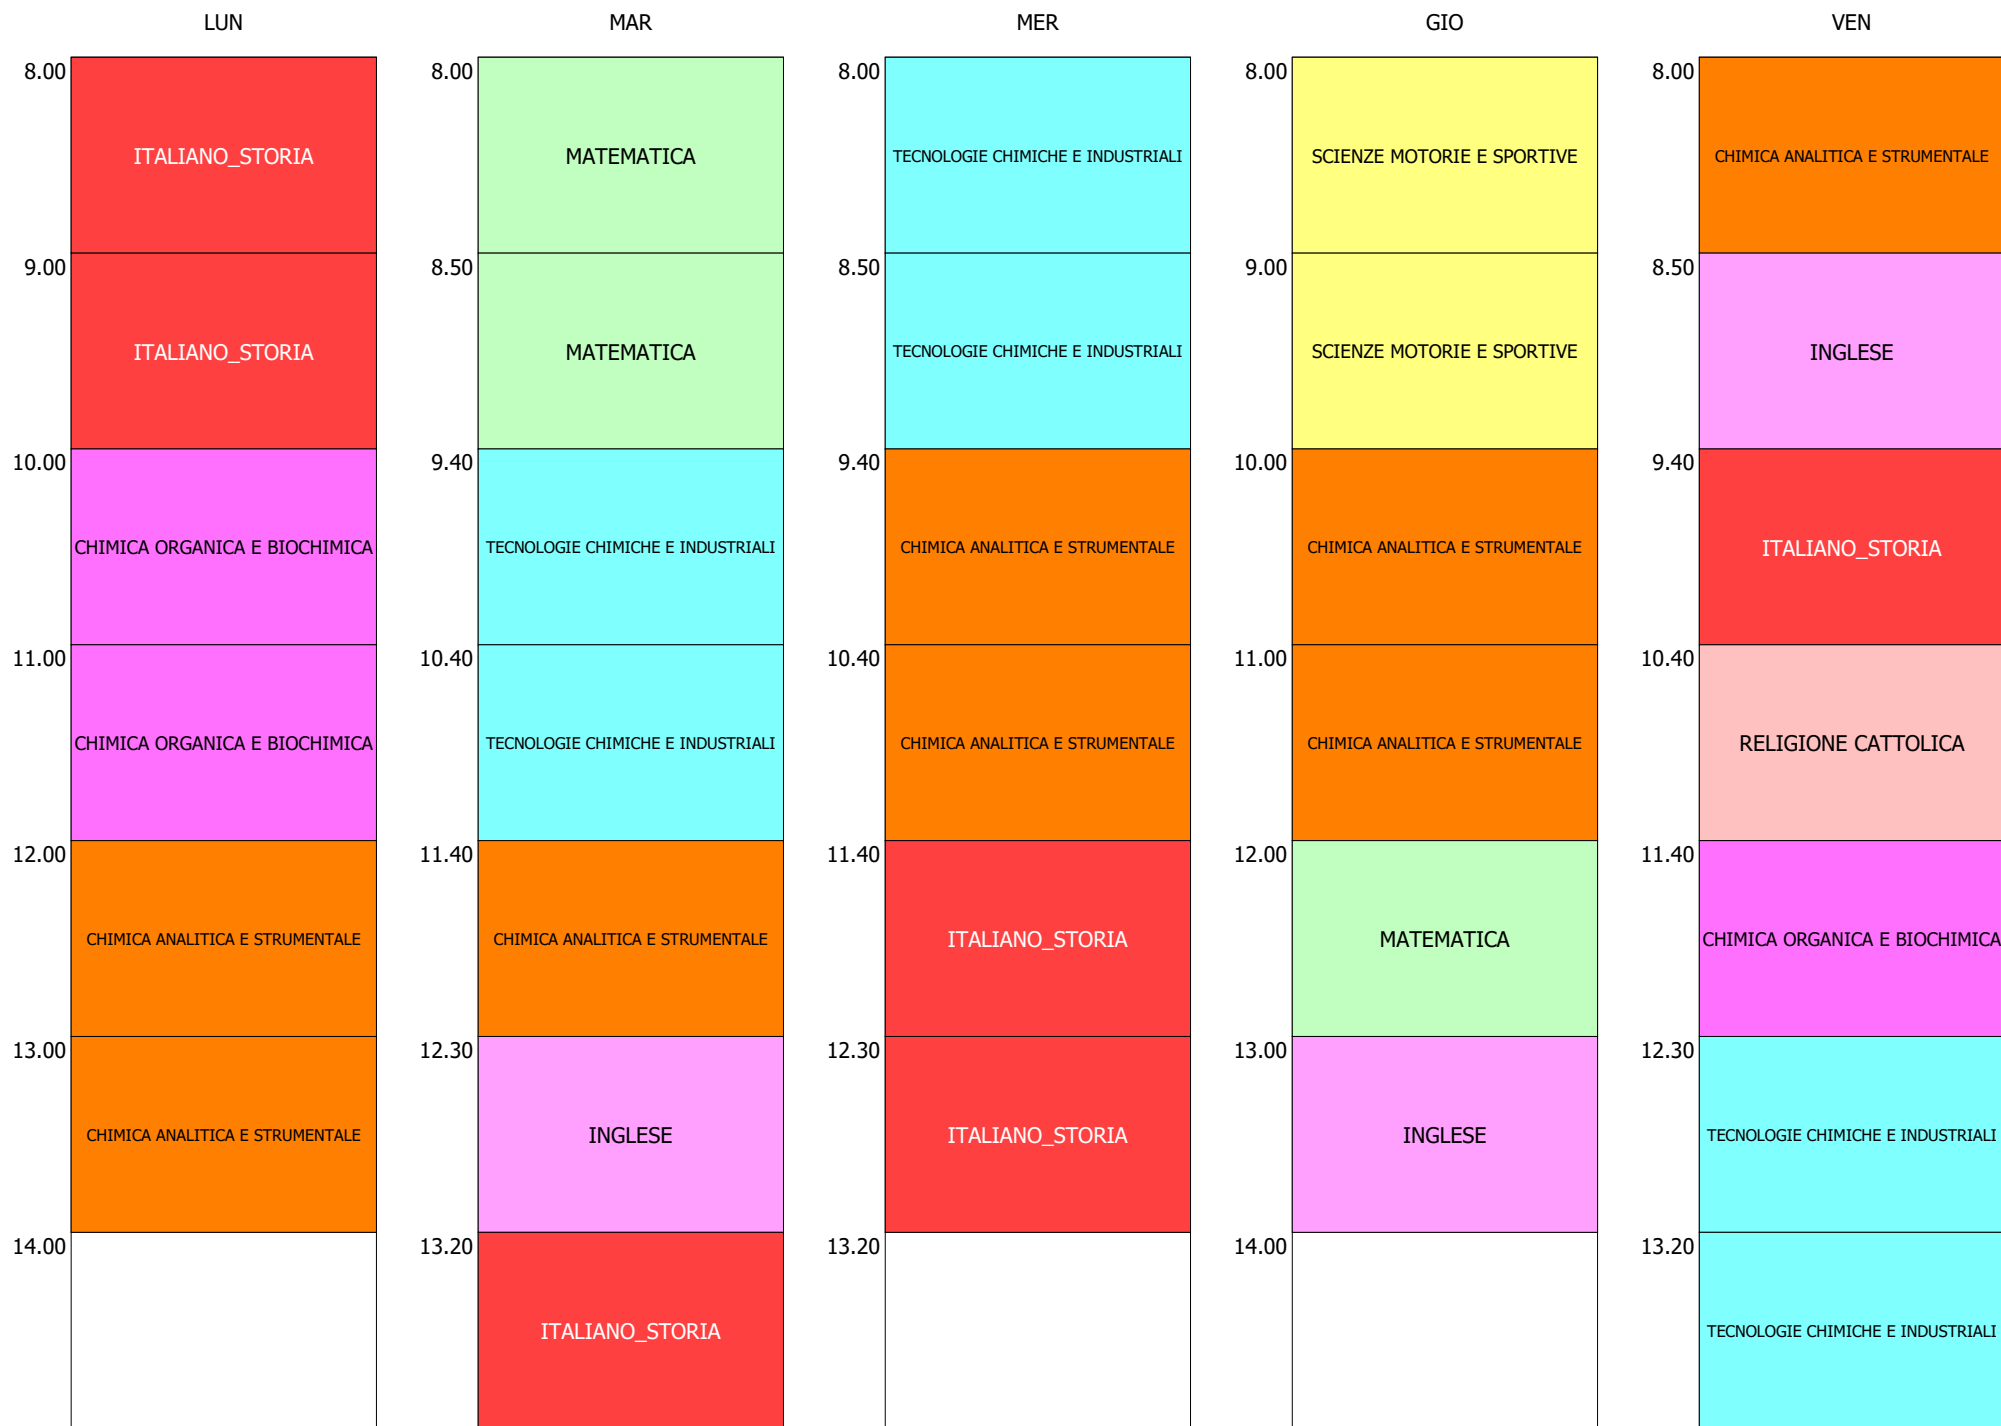 LUN MAR MER GIO VEN
8.00 ITALIANO_STORIA 8.00 MATEMATICA 8.00 TECNOLOGIE CHIMICHE E INDUSTRIALI 8.00 SCIENZE MOTORIE E SPORTIVE 8.00 CHIMICA ANALITICA E STRUMENTALE
9.00 ITALIANO_STORIA 8.50 MATEMATICA 8.50 TECNOLOGIE CHIMICHE E INDUSTRIALI 9.00 SCIENZE MOTORIE E SPORTIVE 8.50 INGLESE
10.00 CHIMICA ORGANICA E BIOCHIMICA 9.40 TECNOLOGIE CHIMICHE E INDUSTRIALI 9.40 CHIMICA ANALITICA E STRUMENTALE 10.00 CHIMICA ANALITICA E STRUMENTALE 9.40 ITALIANO_STORIA
11.00 CHIMICA ORGANICA E BIOCHIMICA 10.40 TECNOLOGIE CHIMICHE E INDUSTRIALI 10.40 CHIMICA ANALITICA E STRUMENTALE 11.00 CHIMICA ANALITICA E STRUMENTALE 10.40 RELIGIONE CATTOLICA
12.00 CHIMICA ANALITICA E STRUMENTALE 11.40 CHIMICA ANALITICA E STRUMENTALE 11.40 ITALIANO_STORIA 12.00 MATEMATICA 11.40 CHIMICA ORGANICA E BIOCHIMICA
13.00 CHIMICA ANALITICA E STRUMENTALE 12.30 INGLESE 12.30 ITALIANO_STORIA 13.00 INGLESE 12.30 TECNOLOGIE CHIMICHE E INDUSTRIALI
14.00 13.20 ITALIANO_STORIA 13.20 14.00 13.20 TECNOLOGIE CHIMICHE E INDUSTRIALI